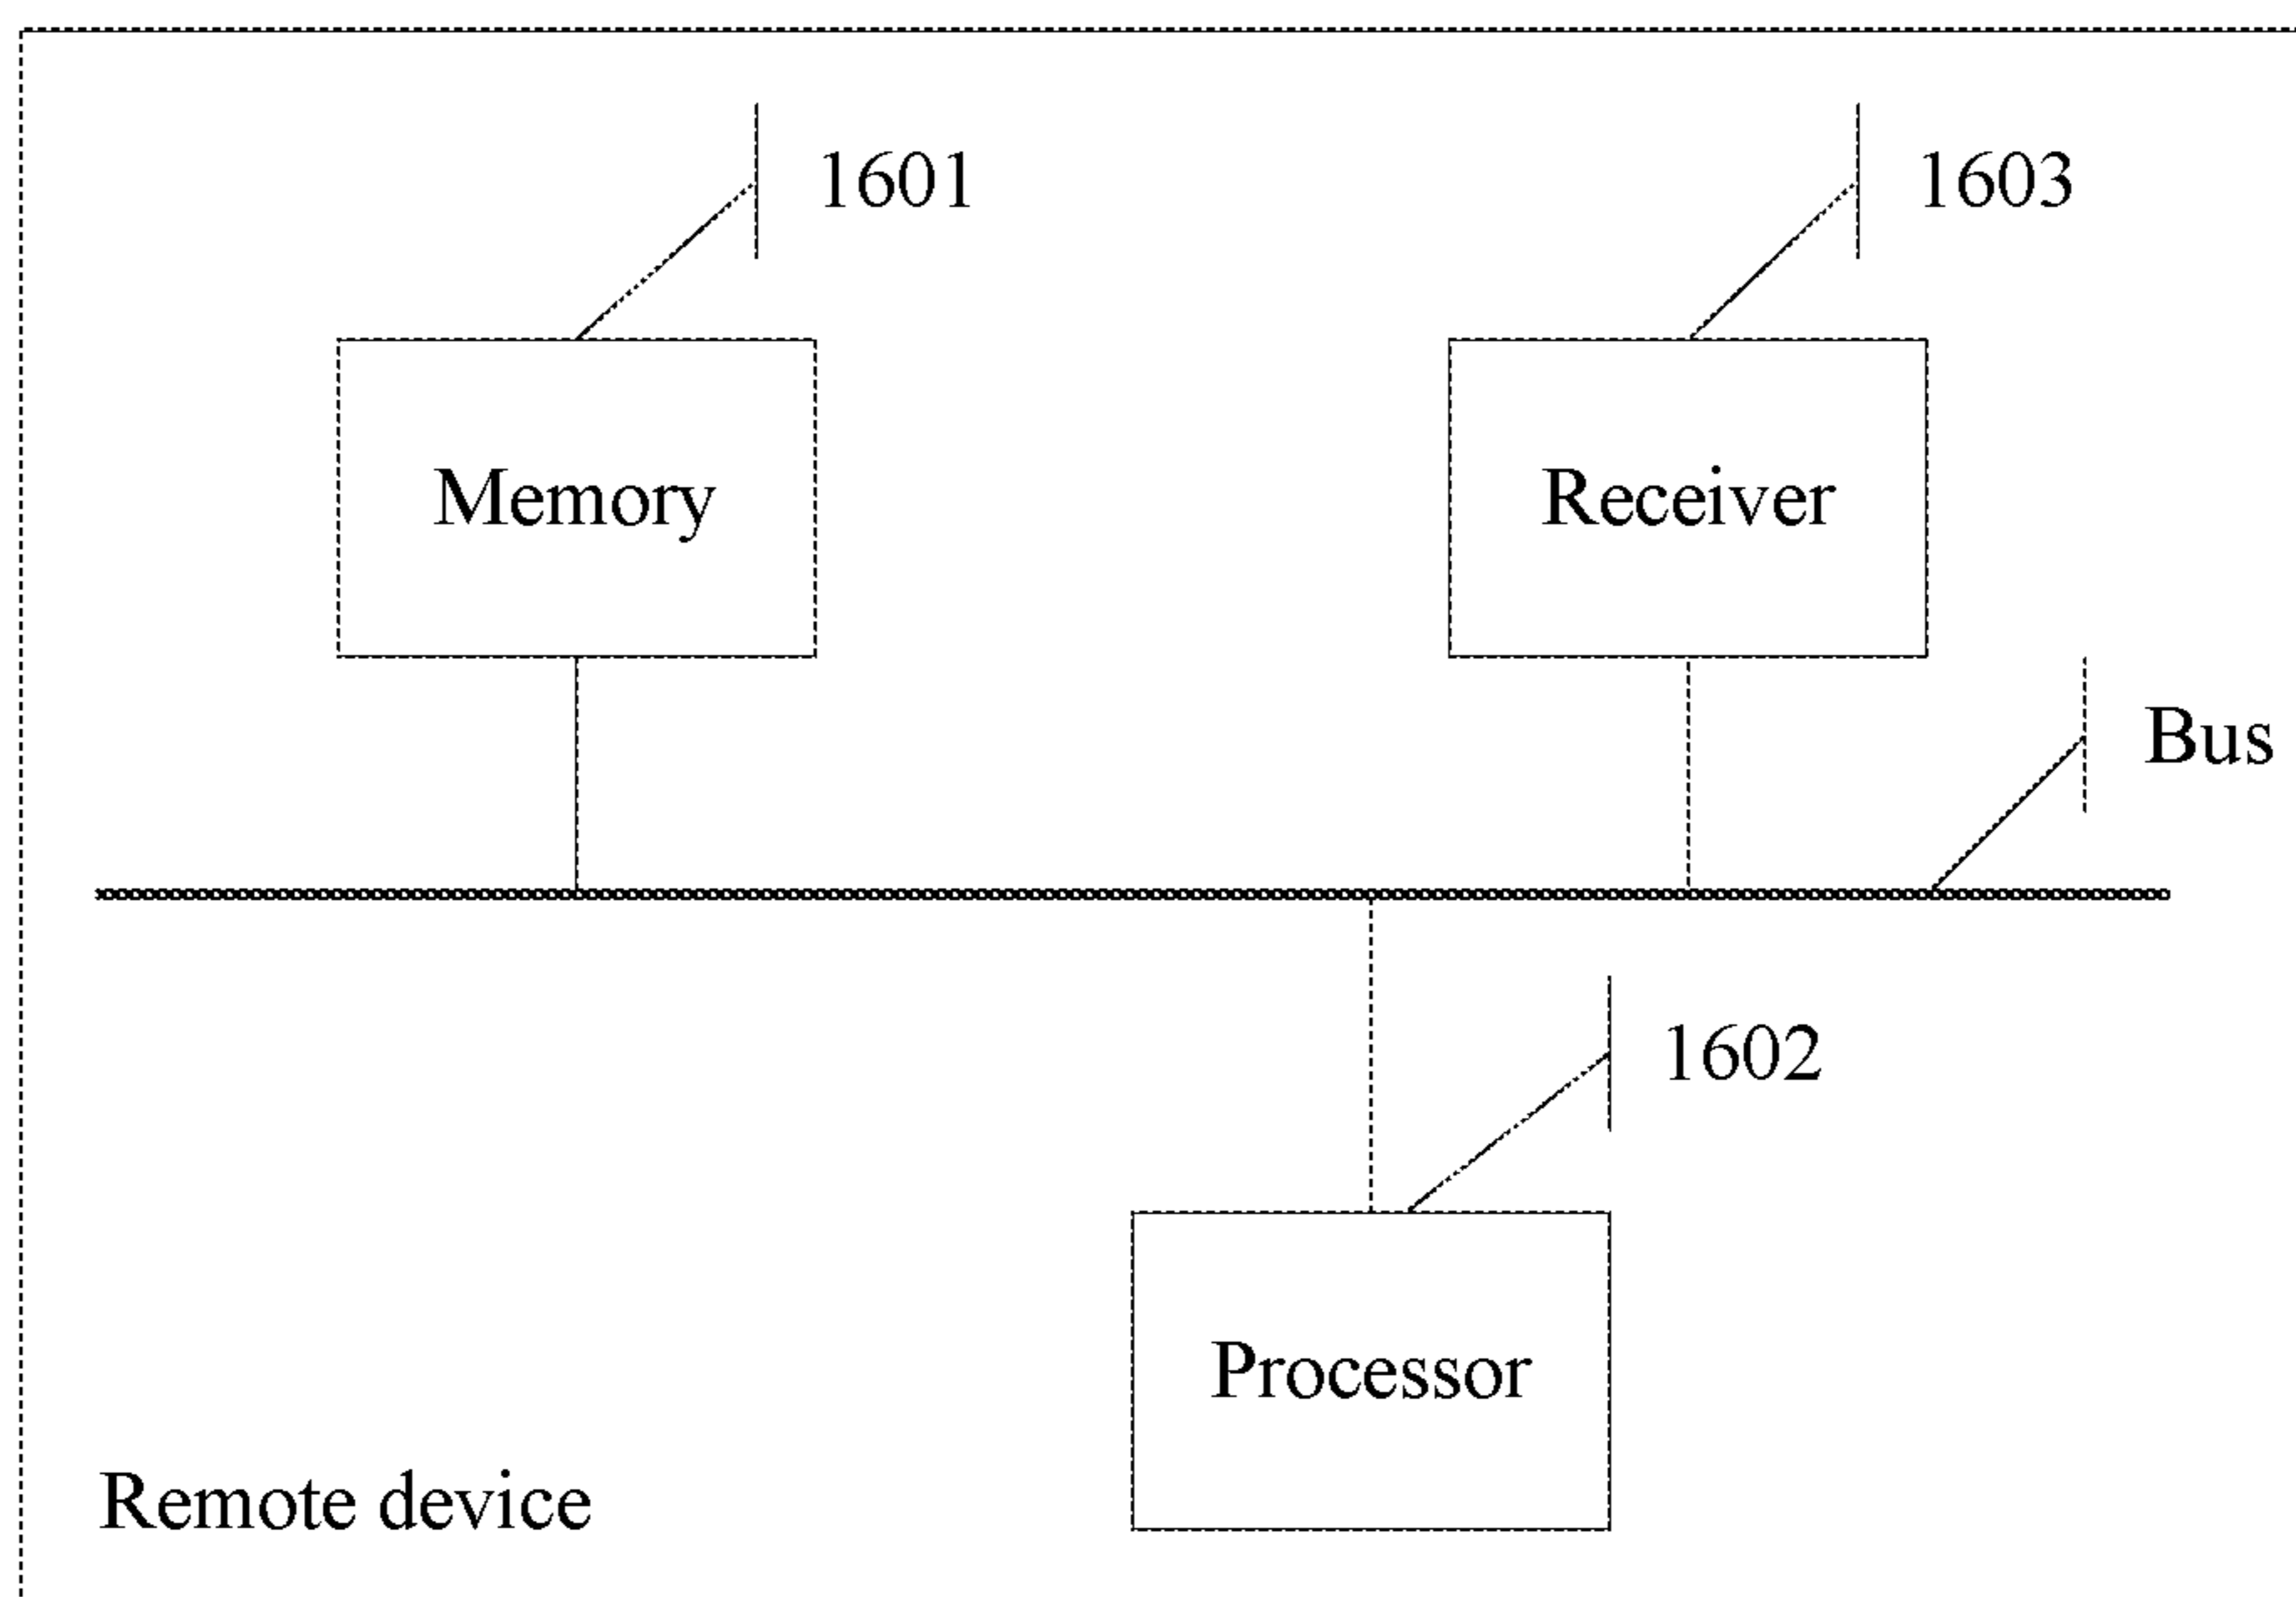 1601
1603
Memory
Receiver
Bus
1602
Processor
Remote device